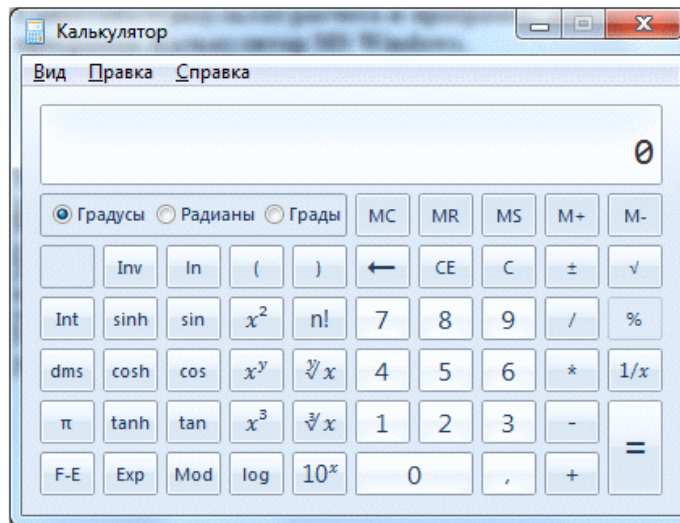 Калькулятор
Вид Правка Справка
0
Градусы Радианы Грады MC MR MS M+ M-
Inv ln ( ) ← CE C ± √
Int sinh sin x² n! 7 8 9 / %
dms cosh cos xʸ ʸ√x 4 5 6 * 1/x
π tanh tan x³ ³√x 1 2 3 - =
F-E Exp Mod log 10ˣ 0 , +